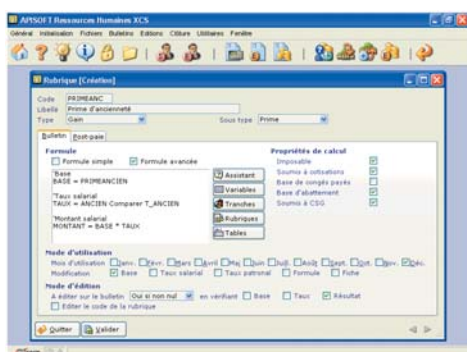 APISOFT Ressources Humaines XCS
Général Initialisation Fichiers Bulletins Editions Clôture Utilitaires Fenêtre
Rubrique [Création]
Code PRIMEANC
Libellé Prime d'ancienneté
Type Gain Sous type Prime
Bulletin Post-paie
Formule Propriétés de calcul
Formule simple Formule avancée Imposable
'Base Assistant Soumis à cotisations
BASE = PRIMEANCIEN Variables Base de congés payés
'Taux salarial Tranches Base d'abattement
TAUX = ANCIEN Comparer T_ANCIEN Rubriques Soumis à CSG
'Montant salarial Tables
MONTANT = BASE * TAUX
Mode d'utilisation
Mois d'utilisation Janv. Févr. Mars Avril Mai Juin Juil. Août Sept. Oct. Nov. Déc.
Modification Base Taux salarial Taux patronal Formule Fiche
Mode d'édition
A éditer sur le bulletin Oui si non nul en vérifiant Base Taux Résultat
Editer le code de la rubrique
Quitter Valider